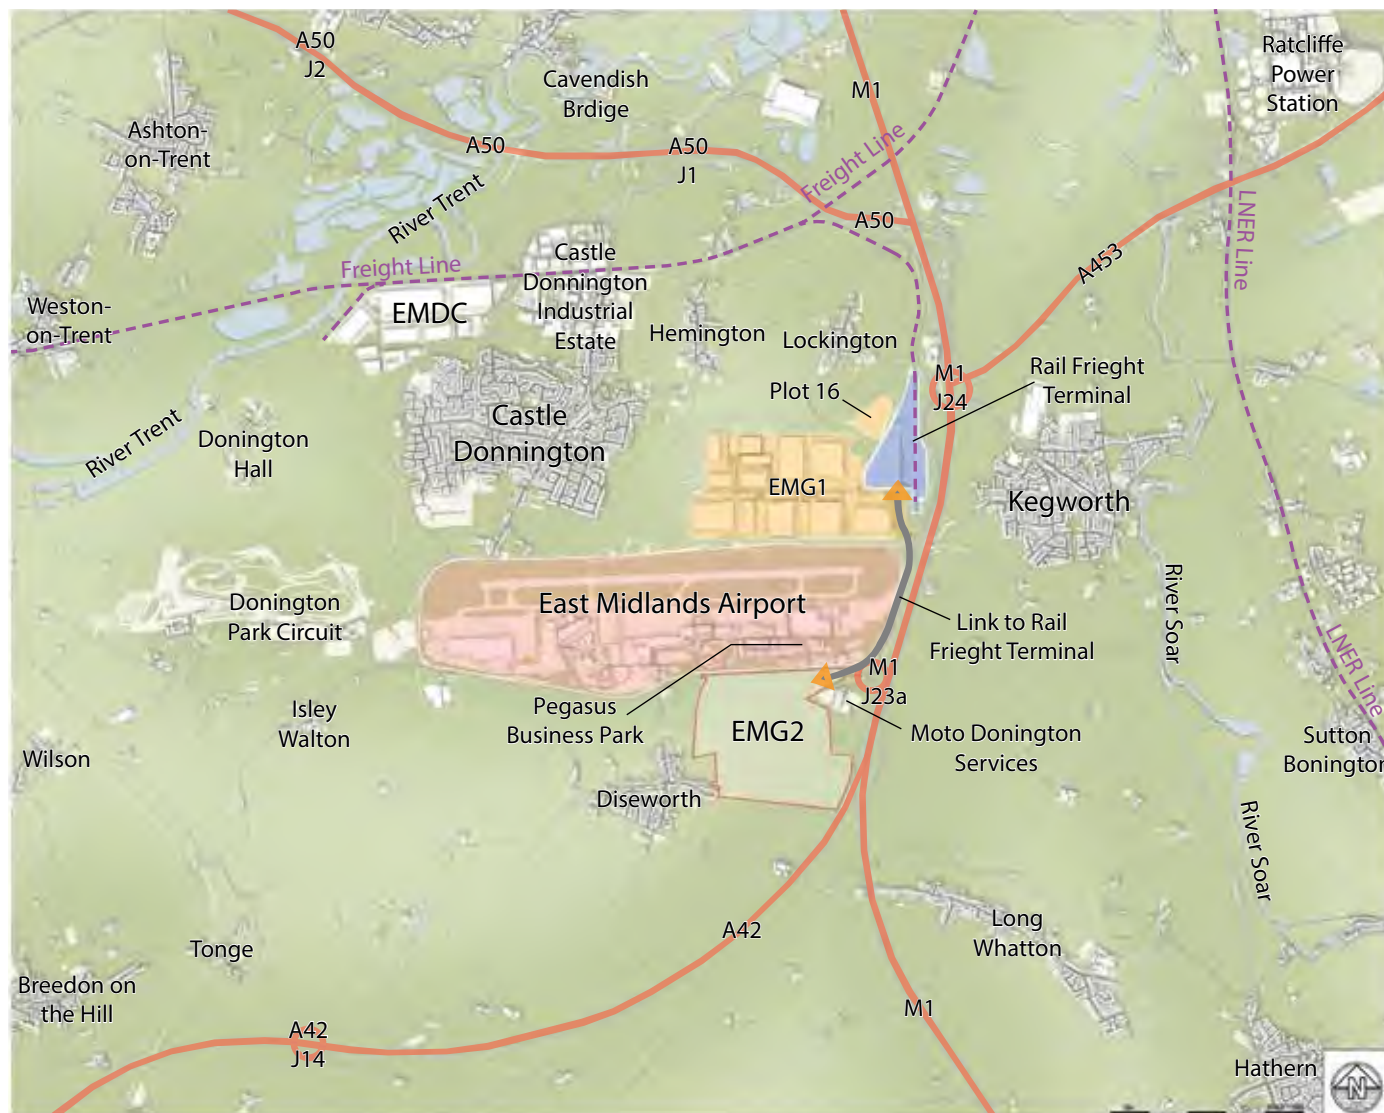 A50
J2
Cavendish
Brdige
M1
Ratcliffe
Power
Station
Ashton-
on-Trent
A50
A50
J1
Freight Line
River Trent
A50
LNER Line
A453
Castle
Donnington
Industrial
Estate
Freight Line
EMDC
Weston-
on-Trent
Hemington
Lockington
Rail Frieght
Terminal
M1
J24
Plot 16
Castle
Donnington
River Trent
Donington
Hall
EMG1
Kegworth
River Soar
East Midlands Airport
Donington
Park Circuit
Link to Rail
Frieght Terminal
LNER Line
M1
J23a
Pegasus
Business Park
Isley
Walton
EMG2
Moto Donington
Services
Sutton
Bonington
Wilson
Diseworth
River Soar
Long
Whatton
A42
Tonge
Breedon on
the Hill
M1
A42
J14
Hathern
N